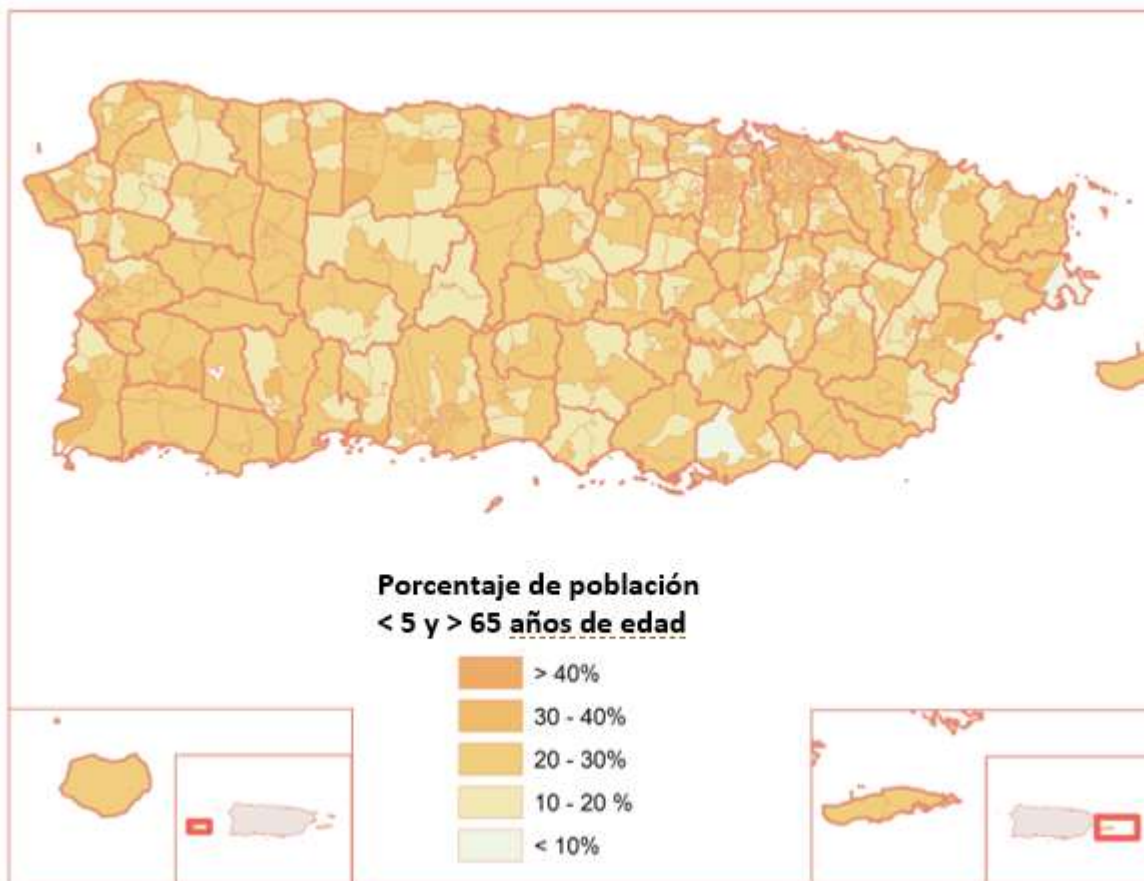 Porcentaje de población
< 5 y > 65 años de edad
> 40%
30 - 40%
20 - 30%
10 - 20 %
< 10%